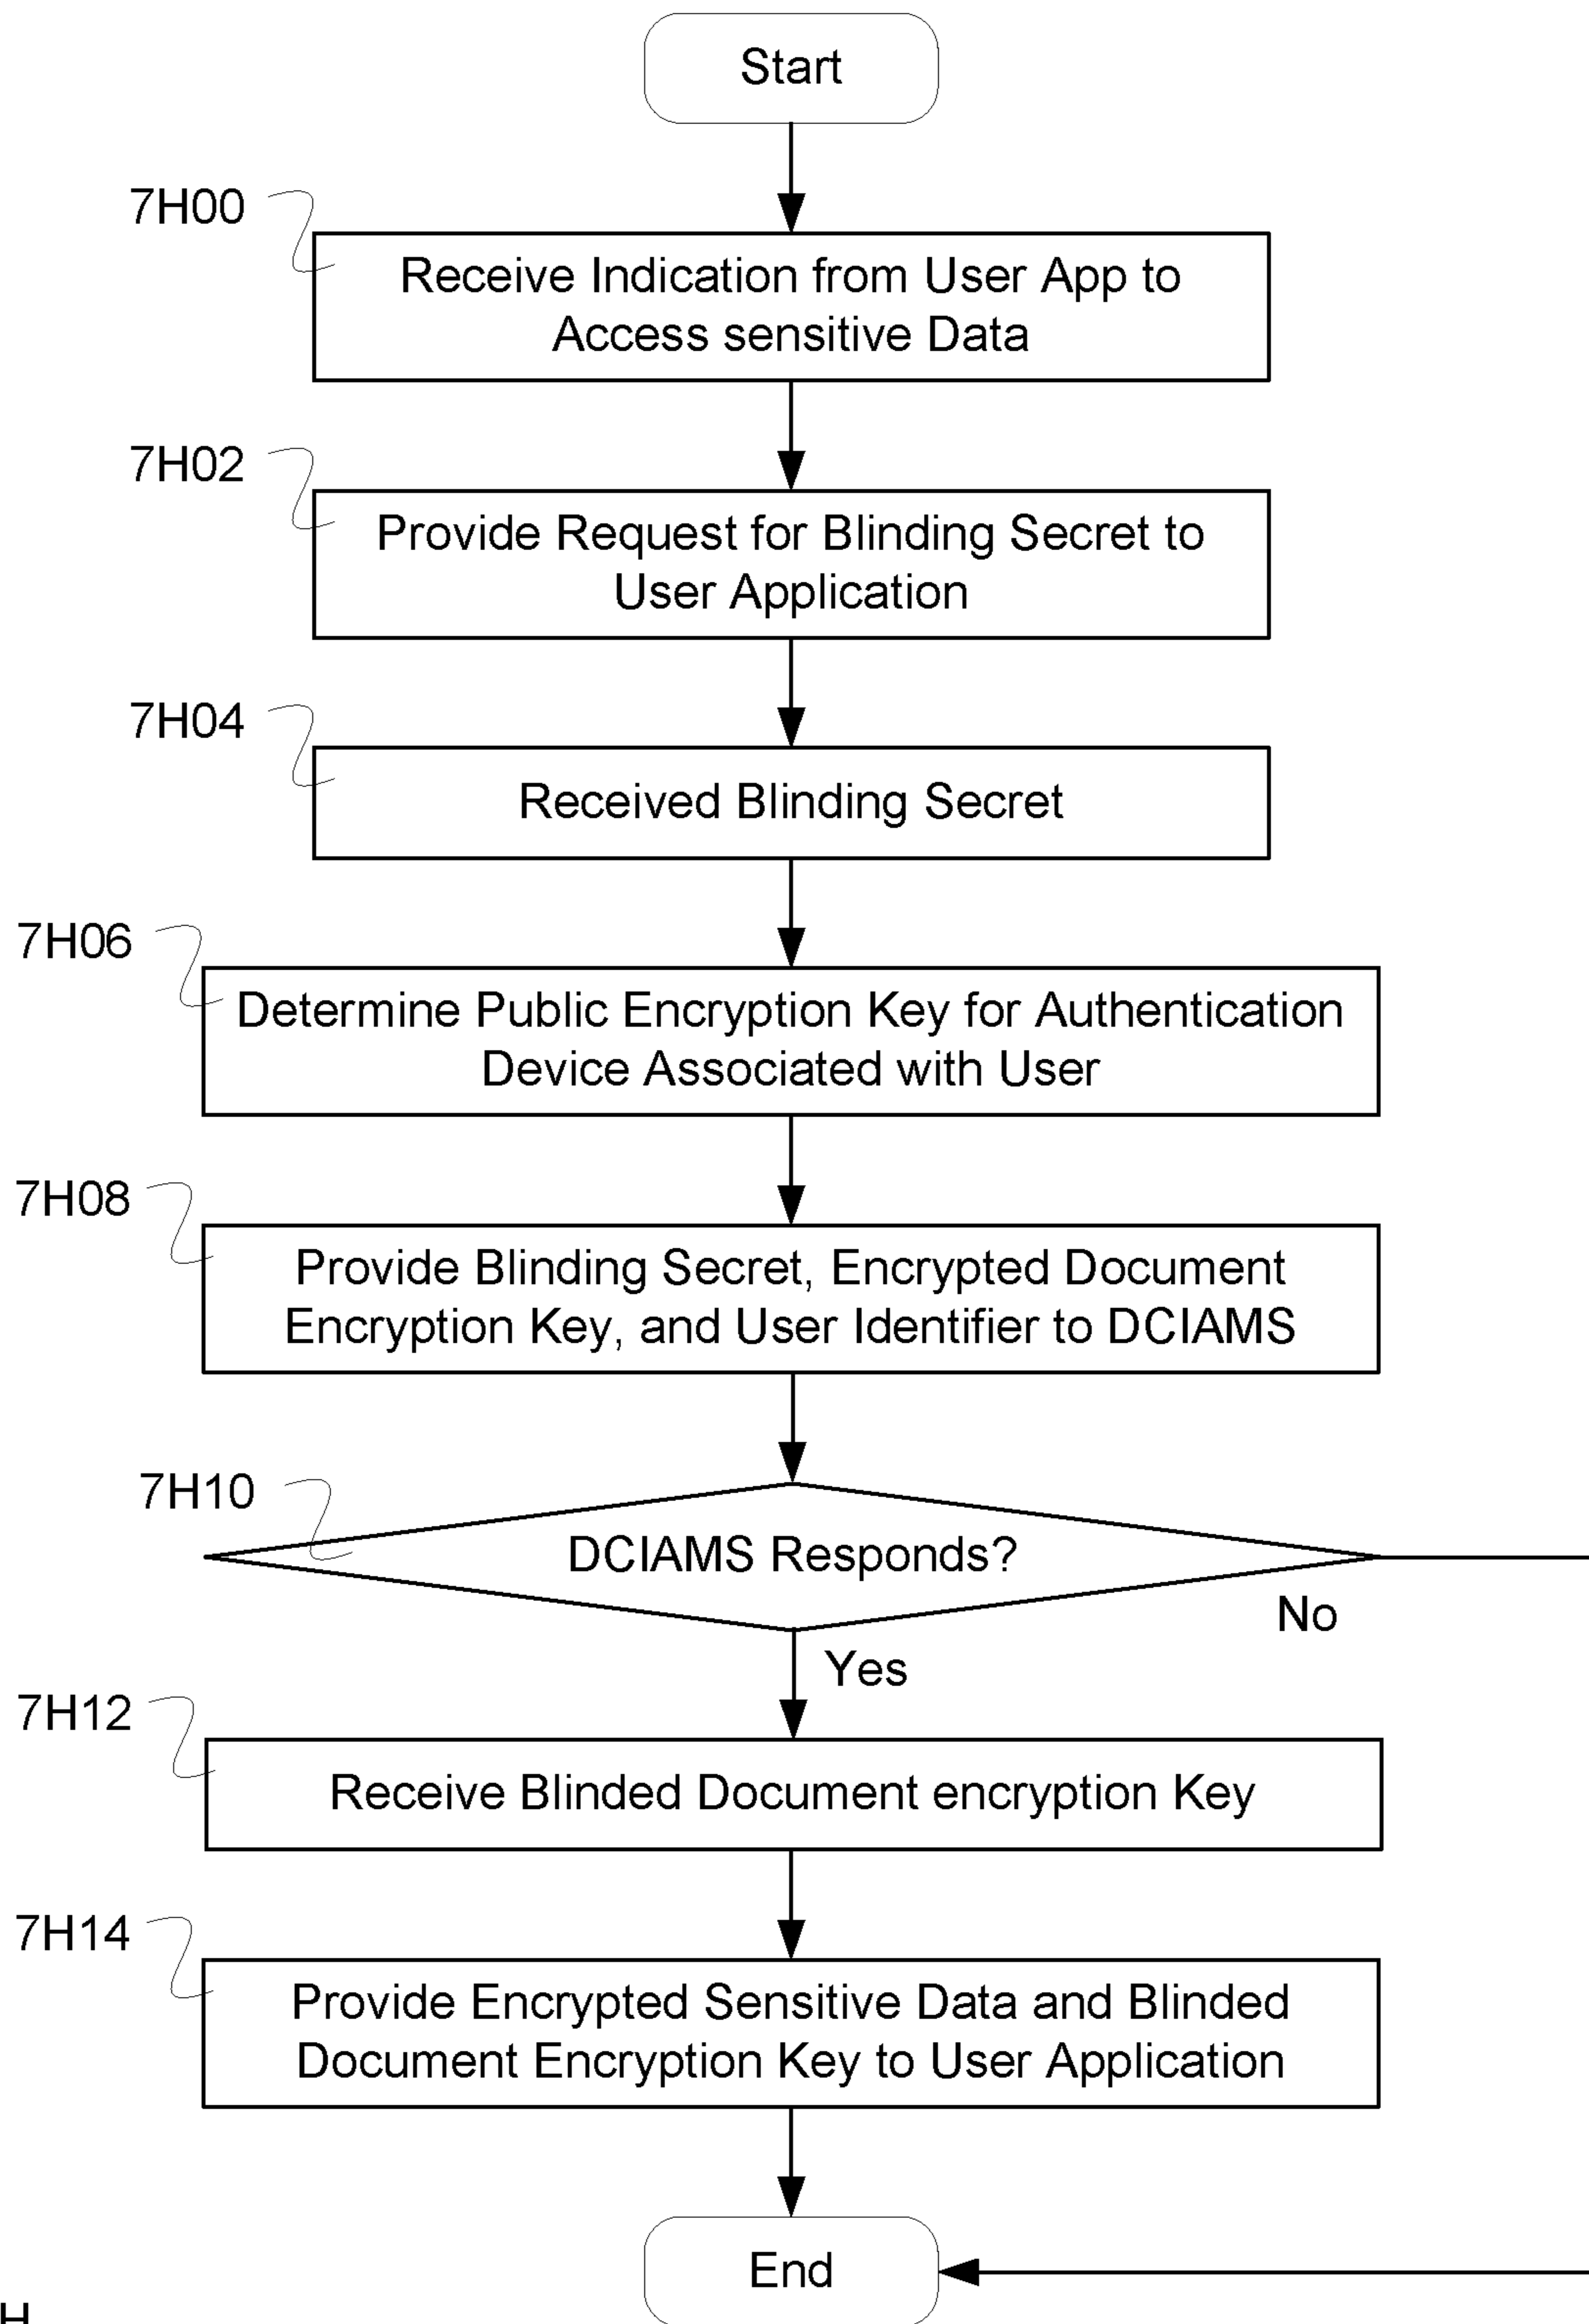 Start
7H00
Receive Indication from User App to
Access sensitive Data
7H02
Provide Request for Blinding Secret to
User Application
7H04
Received Blinding Secret
7H06
Determine Public Encryption Key for Authentication
Device Associated with User
7H08
Provide Blinding Secret, Encrypted Document
Encryption Key, and User Identifier to DCIAMS
7H10
DCIAMS Responds?
No
Yes
7H12
Receive Blinded Document encryption Key
7H14
Provide Encrypted Sensitive Data and Blinded
Document Encryption Key to User Application
End
H